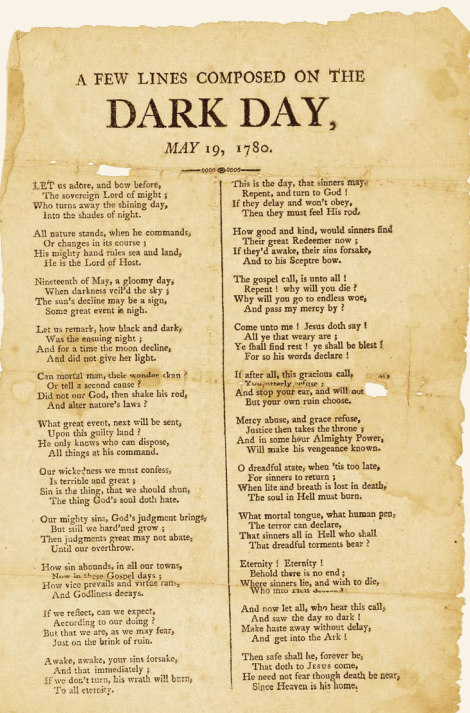 A FEW LINES COMPOSED ON THE
DARK DAY,
MAY 19, 1780.
LET us adore, and bow before,
The sovereign Lord of might;
Who turns away the shining day,
Into the shades of night.
All nature stands, when he commands,
Or changes in its course;
His mighty hand rules sea and land,
He is the Lord of Host.
Nineteenth of May, a gloomy day,
When darkness veil'd the sky;
The sun's decline may be a sign,
Some great event is nigh.
Let us remark, how black and dark,
Was the ensuing night;
And for a time the moon decline,
And did not give her light.
Can mortal man, their wonder skan?
Or tell a second cause?
Did not our God, then shake his rod,
And alter nature's laws?
What great event, next will be sent,
Upon this guilty land?
He only knows who can dispose,
All things at his command.
Our wickedness we must confess,
Is terrible and great;
Sin is the thing, that we should shun,
The thing God's soul doth hate.
Our mighty sins, God's judgment brings,
But still we hard'ned grow;
Then judgments great may not abate,
Until our overthrow.
How sin abounds, in all our towns,
Now in these Gospel days;
How vice prevails and virtue fails,
And Godliness decays.
If we reflect, can we expect,
According to our doing?
But that we are, as we may fear,
Just on the brink of ruin.
Awake, awake, your sins forsake,
And that immediately;
If we don't turn, his wrath will burn,
To all eternity.
This is the day, that sinners may
Repent, and turn to God!
If they delay and won't obey,
Then they must feel His rod,
How good and kind, would sinners find
Their great Redeemer now;
If they'd awake, their sins forsake,
And to his Sceptre bow.
The gospel call, is unto all!
Repent! why will you die?
Why will you go to endless woe,
And pass my mercy by?
Come unto me! Jesus doth say!
All ye that weary are;
Ye shall find rest! ye shall be blest!
For so his words declare!
If after all, this gracious call,
You utterly refuse;
And stop your ear, and will not
But your own ruin choose.
Mercy abuse, and grace refuse,
Justice then takes the throne;
And in some hour Almighty Power,
Will make his vengeance known.
O dreadful state, when 'tis too late,
For sinners to return;
When life and breath is lost in death,
The soul in Hell must burn.
What mortal tongue, what human pen,
The terror can declare,
That sinners all in Hell who shall
That dreadful torments bear?
Eternity! Eternity!
Behold there is no end;
Where sinners lie, and wish to die,
Who into
And now let all, who hear this call,
And saw the day so dark!
Make haste away without delay,
And get into the Ark!
Then safe shall he, forever be,
That doth to JESUS come,
He need not fear though death be near,
Since Heaven is his home.